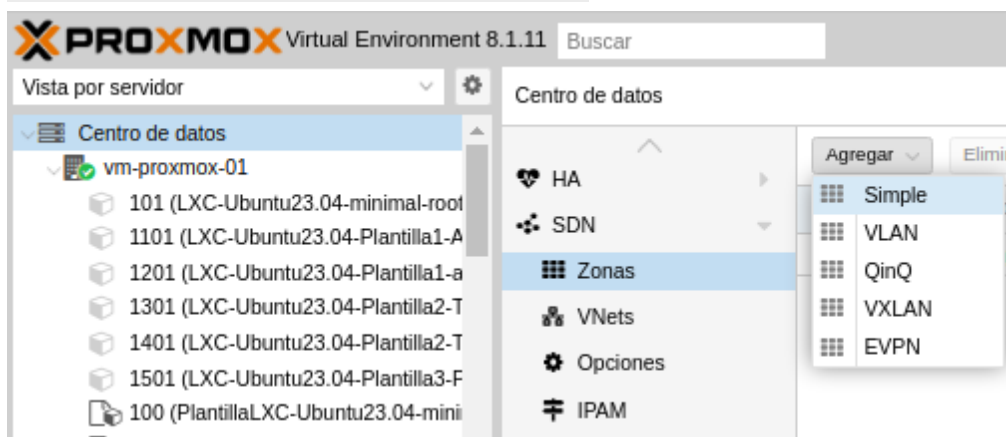 PROXMOX Virtual Environment 8.1.11 Buscar
Vista por servidor
Centro de datos
vm-proxmox-01
101 (LXC-Ubuntu23.04-minimal-root
1101 (LXC-Ubuntu23.04-Plantilla1-A
1201 (LXC-Ubuntu23.04-Plantilla1-a
1301 (LXC-Ubuntu23.04-Plantilla2-T
1401 (LXC-Ubuntu23.04-Plantilla2-T
1501 (LXC-Ubuntu23.04-Plantilla3-F
100 (PlantillaLXC-Ubuntu23.04-mini
Centro de datos
HA
SDN
Zonas
VNets
Opciones
IPAM
Agregar Elimi
Simple
VLAN
QinQ
VXLAN
EVPN